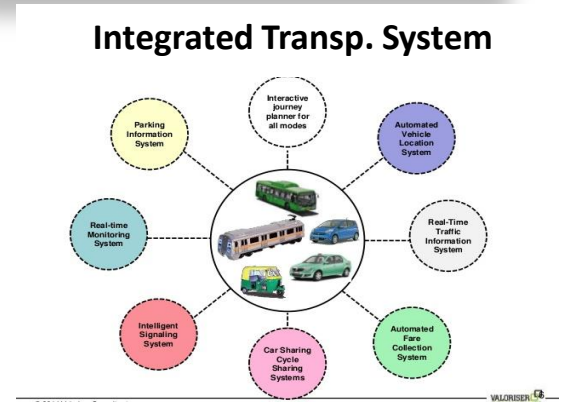 Integrated Transp. System
Interactive
journey
planner for
all modes
Parking
Information
System
Automated
Vehicle
Location
System
Real-time
Monitoring
System
Real-Time
Traffic
Information
System
Intelligent
Signaling
System
Car Sharing
Cycle
Sharing
Systems
Automated
Fare
Collection
System
VALORISER